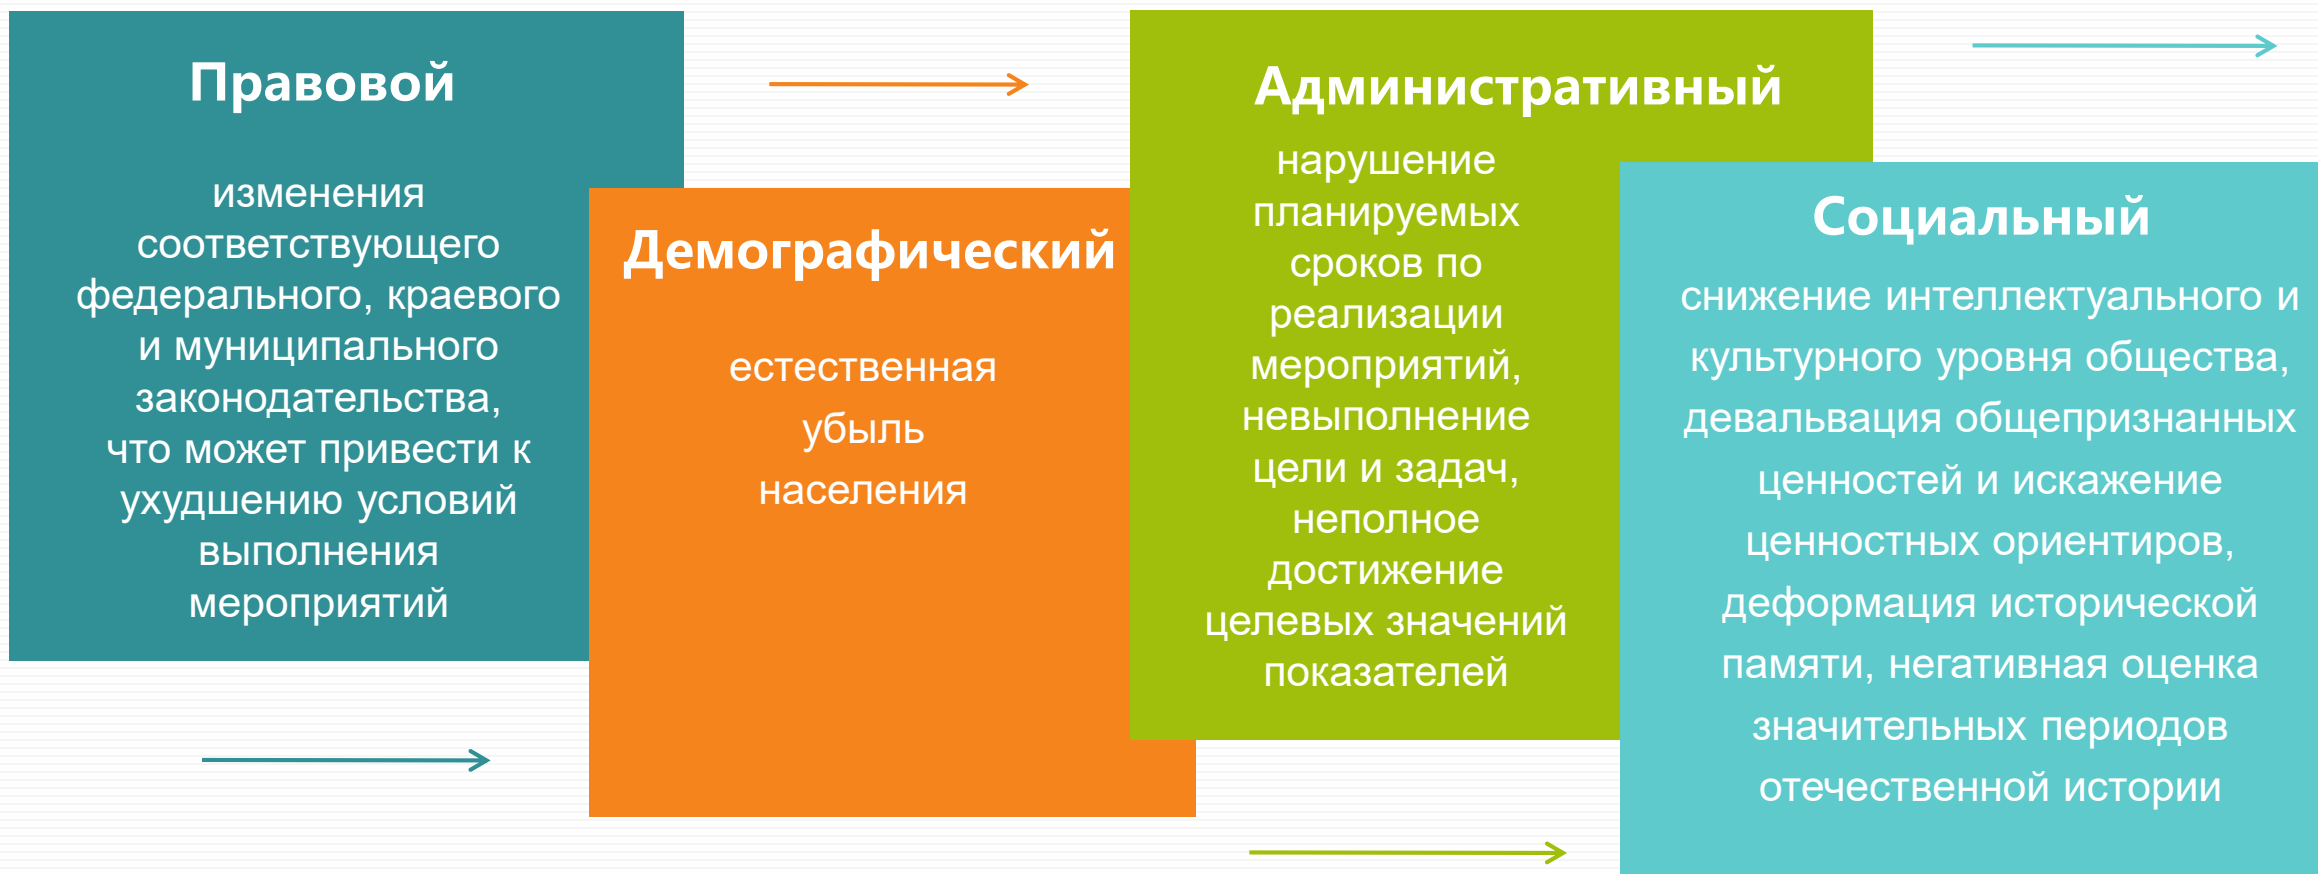 Правовой
изменения
соответствующего
федерального, краевого
и муниципального
законодательства,
что может привести к
ухудшению условий
выполнения
мероприятий
Демографический
естественная
убыль
населения
Административный
нарушение
планируемых
сроков по
реализации
мероприятий,
невыполнение
цели и задач,
неполное
достижение
целевых значений
показателей
Социальный
снижение интеллектуального и
культурного уровня общества,
девальвация общепризнанных
ценностей и искажение
ценностных ориентиров,
деформация исторической
памяти, негативная оценка
значительных периодов
отечественной истории